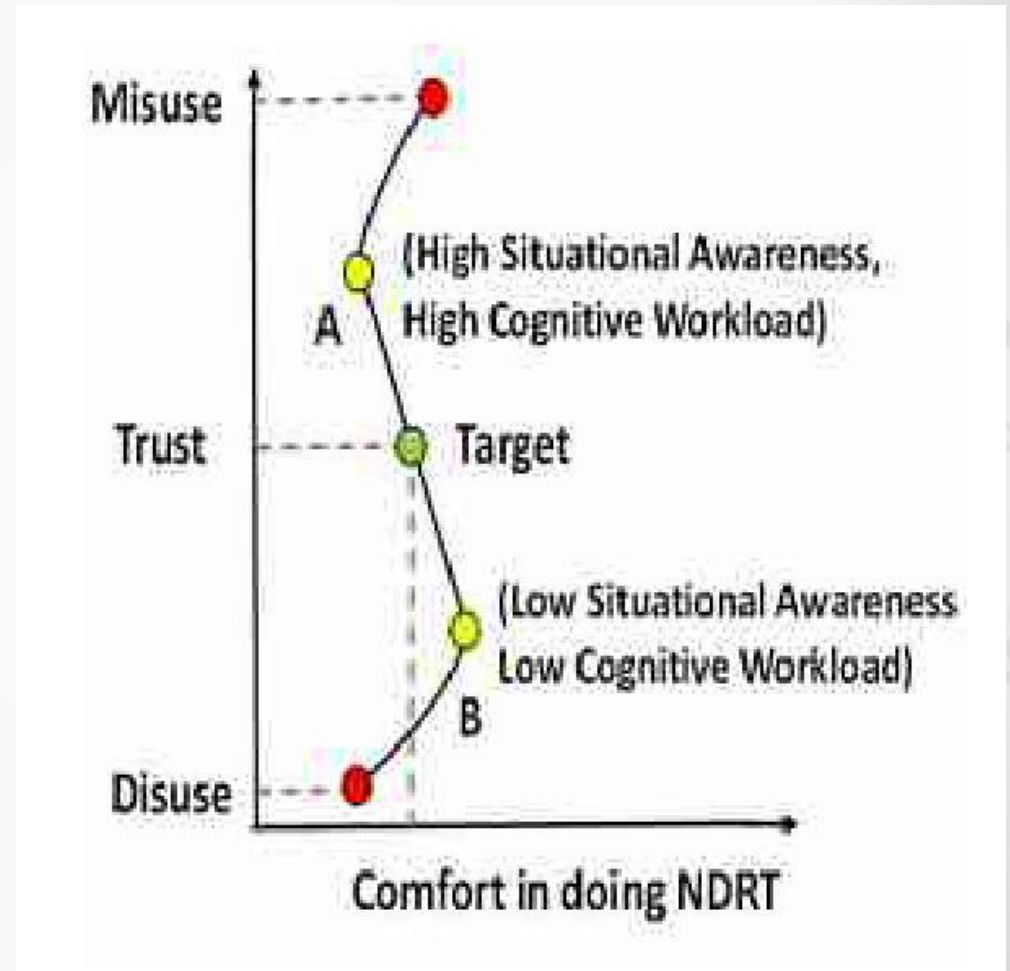 Misuse
(High Situational Awareness,
A High Cognitive Workload)
Trust Target
(Low Situational Awareness
Low Cognitive Workload)
B
Disuse
Comfort in doing NDRT